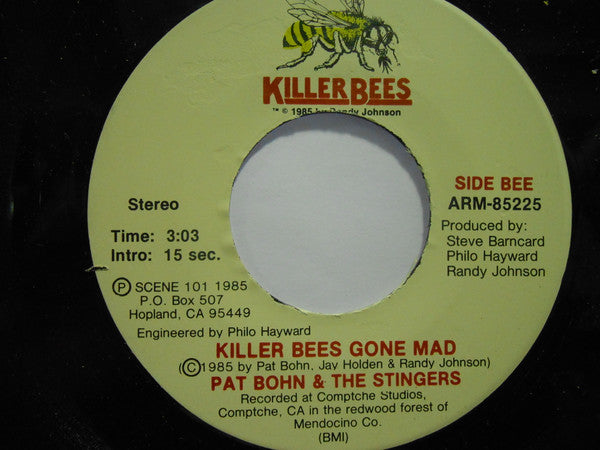 KILLER BEES
™ © 1985 by Randy Johnson
SIDE BEE
ARM-85225
Stereo
Produced by:
Steve Barncard
Philo Hayward
Randy Johnson
Time: 3:03
Intro: 15 sec.
Ⓟ SCENE 101 1985
P.O. Box 507
Hopland, CA 95449
Engineered by Philo Hayward
KILLER BEES GONE MAD
(©1985 by Pat Bohn, Jay Holden & Randy Johnson)
PAT BOHN & THE STINGERS
Recorded at Comptche Studios,
Comptche, CA in the redwood forest of
Mendocino Co.
(BMI)